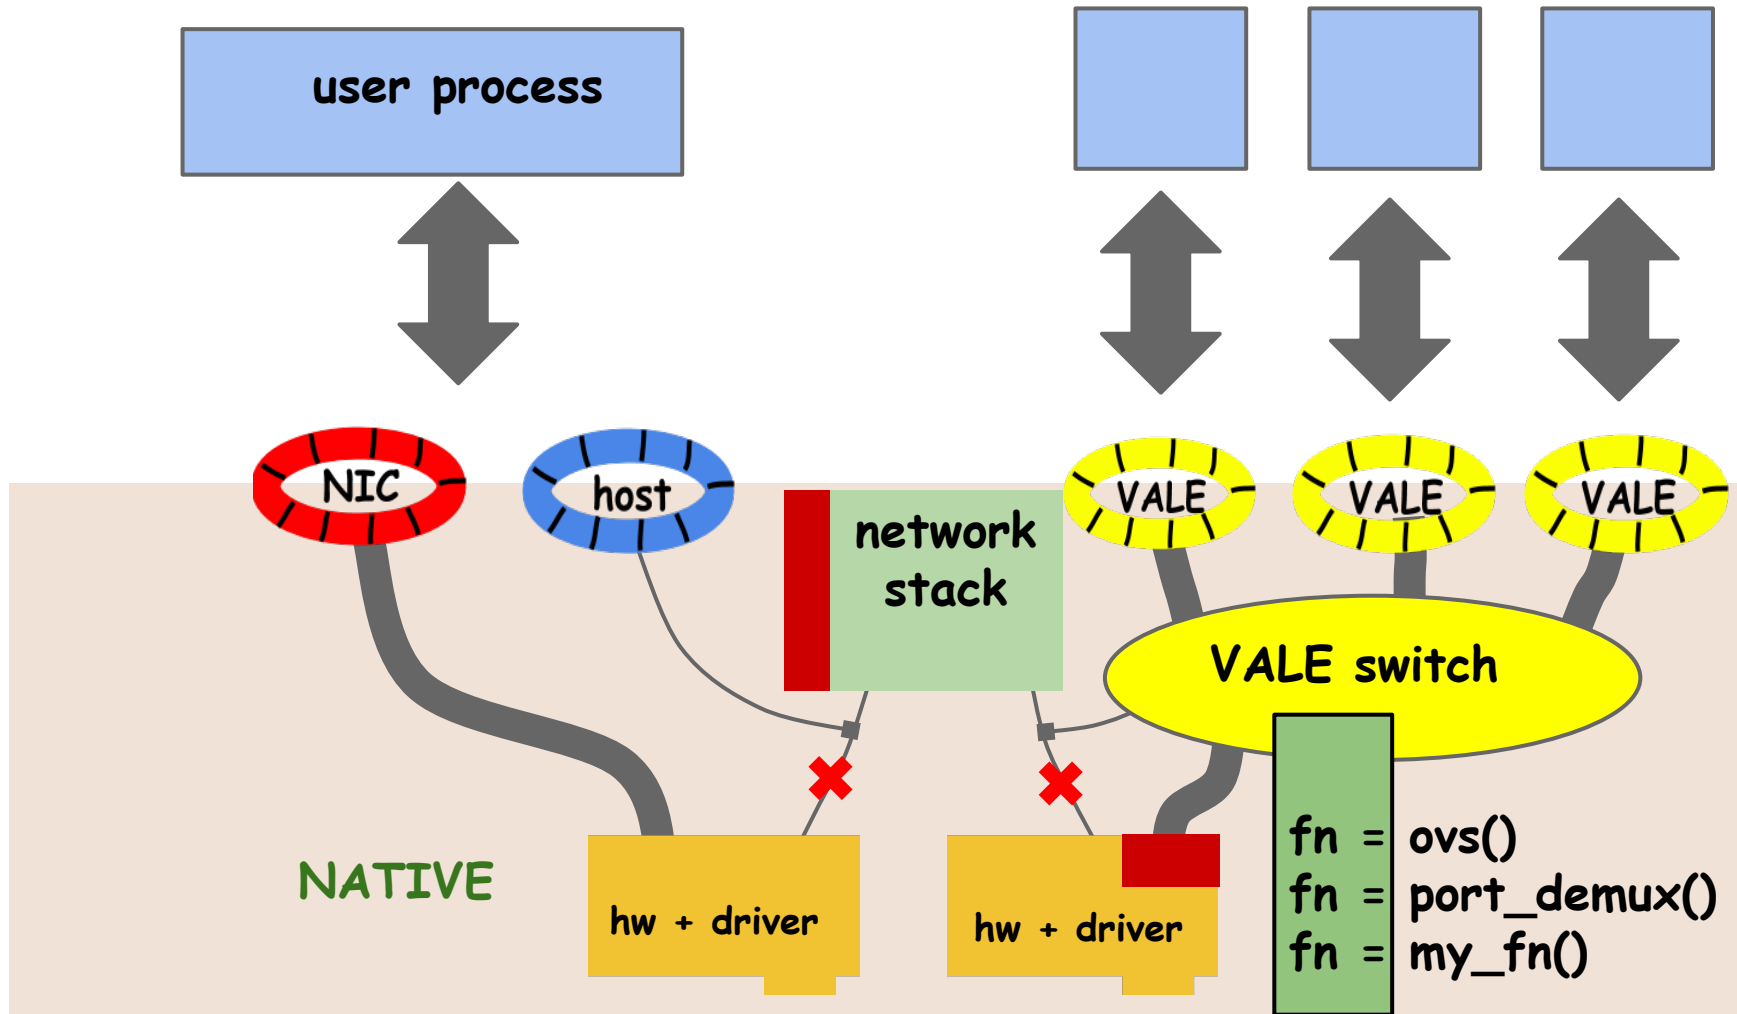 user process
NIC
host
VALE
VALE
VALE
network
stack
VALE switch
NATIVE
hw + driver
hw + driver
fn = ovs()
fn = port_demux()
fn = my_fn()